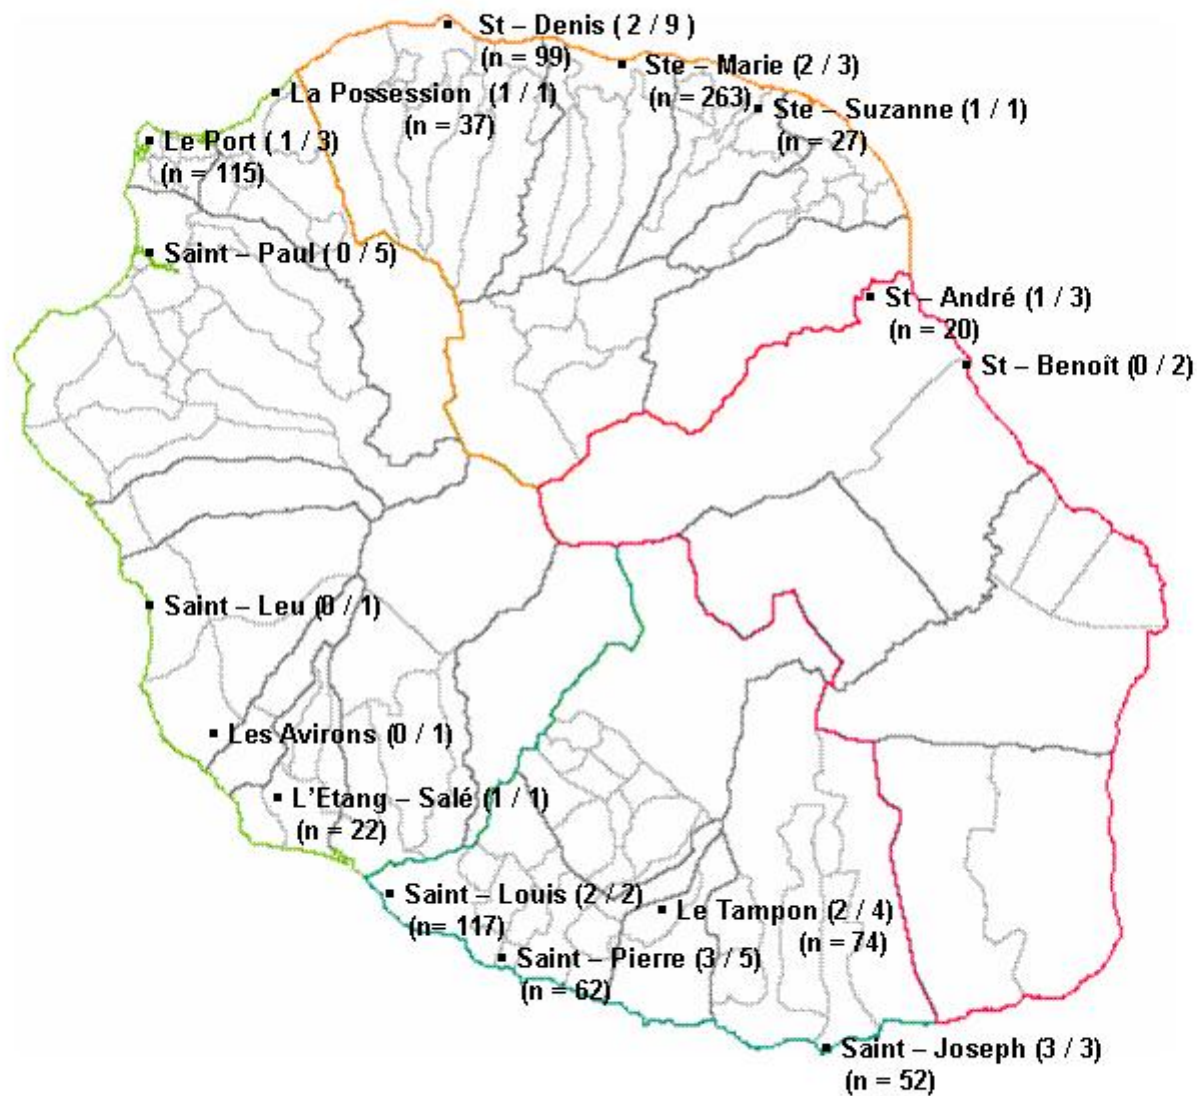 St – Denis ( 2 / 9 )
(n = 99)
Ste – Marie (2 / 3)
(n = 263)
La Possession (1 / 1)
(n = 37)
Ste – Suzanne (1 / 1)
(n = 27)
Le Port ( 1 / 3)
(n = 115)
Saint – Paul ( 0 / 5)
St – André (1 / 3)
(n = 20)
St – Benoît (0 / 2)
Saint – Leu (0 / 1)
Les Avirons (0 / 1)
L'Etang – Salé (1 / 1)
(n = 22)
Saint – Louis (2 / 2)
(n= 117)
Le Tampon (2 / 4)
(n = 74)
Saint – Pierre (3 / 5)
(n = 62)
Saint – Joseph (3 / 3)
(n = 52)